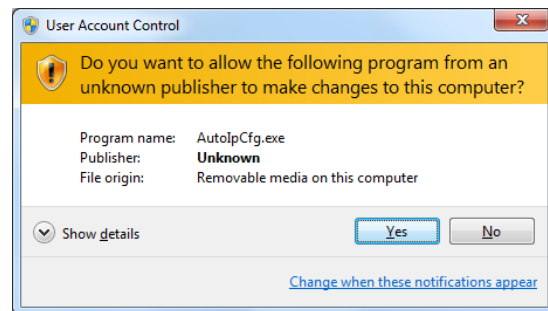 User Account Control
Do you want to allow the following program from an
unknown publisher to make changes to this computer?
Program name: AutoIpCfg.exe
Publisher: Unknown
File origin: Removable media on this computer
Show details Yes No
Change when these notifications appear